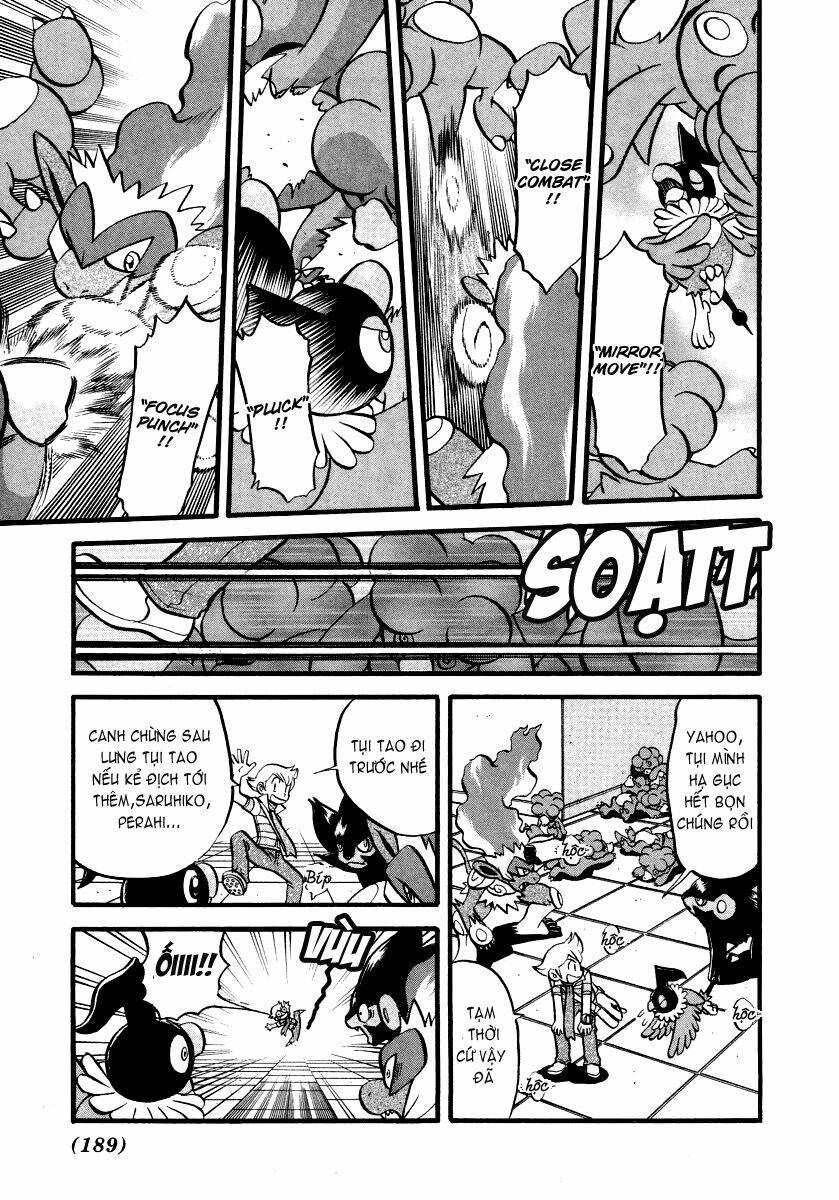 "MIRROR
MOVE"!!
"CLOSE
COMBAT"
!!
"PLUCK"
!!
"FOCUS
PUNCH"
!!
SOẠTT
YAHOO,
TỤI MÌNH
HẠ GỤC
HẾT BỌN
CHÚNG RỒI
hộc
hộc
hộc
hộc
TẠM
THỜI
CỨ VẬY
ĐÃ
TỤI TAO ĐI
TRƯỚC NHÉ
CANH CHỪNG SAU
LƯNG TỤI TAO
NẾU KẺ ĐỊCH TỚI
THÊM,SARUHIKO,
PERAHI...
Bíp
VÙÙ
ỐIIII!!
(189)